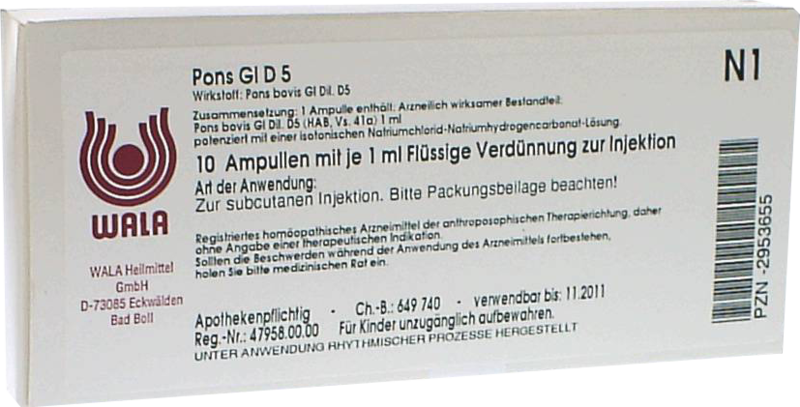 Pons Gl D 5
N1
Wirkstoff: Pons bovis Gl Dil. D5
Zusammensetzung: 1 Ampulle enthält: Arzneilich wirksamer Bestandteil:
Pons bovis Gl Dil. D5 (HAB, Vs. 41a) 1 ml
potenziert mit einer isotonischen Natriumchlorid-Natriumhydrogencarbonat-Lösung.
10 Ampullen mit je 1 ml Flüssige Verdünnung zur Injektion
Art der Anwendung:
Zur subcutanen Injektion. Bitte Packungsbeilage beachten!
WALA
Registriertes homöopathisches Arzneimittel der anthroposophischen Therapierichtung, daher
ohne Angabe einer therapeutischen Indikation.
Sollten die Beschwerden während der Anwendung des Arzneimittels fortbestehen,
holen Sie bitte medizinischen Rat ein.
WALA Heilmittel
GmbH
D-73085 Eckwälden
Bad Boll
Apothekenpflichtig - Ch.-B.: 649 740 - verwendbar bis: 11.2011
Reg.-Nr.: 47958.00.00 Für Kinder unzugänglich aufbewahren.
UNTER ANWENDUNG RHYTHMISCHER PROZESSE HERGESTELLT
PZN -2953655